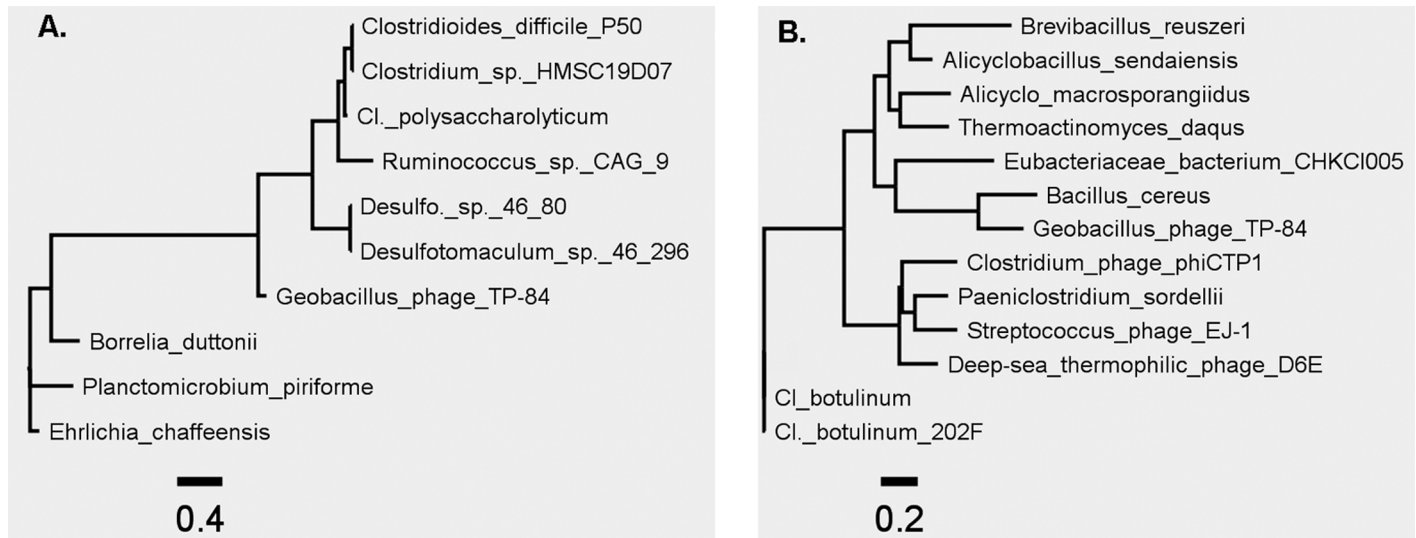 A.
Clostridioides_difficile_P50
Clostridium_sp._HMSC19D07
Cl._polysaccharolyticum
Ruminococcus_sp._CAG_9
Desulfo._sp._46_80
Desulfotomaculum_sp._46_296
Geobacillus_phage_TP-84
Borrelia_duttonii
Planctomicrobium_piriforme
Ehrlichia_chaffeensis
0.4
B.
Brevibacillus_reuszeri
Alicyclobacillus_sendaiensis
Alicyclo_macrosporangiidus
Thermoactinomyces_daqus
Eubacteriaceae_bacterium_CHKCI005
Bacillus_cereus
Geobacillus_phage_TP-84
Clostridium_phage_phiCTP1
Paeniclostridium_sordellii
Streptococcus_phage_EJ-1
Deep-sea_thermophilic_phage_D6E
Cl_botulinum
Cl._botulinum_202F
0.2